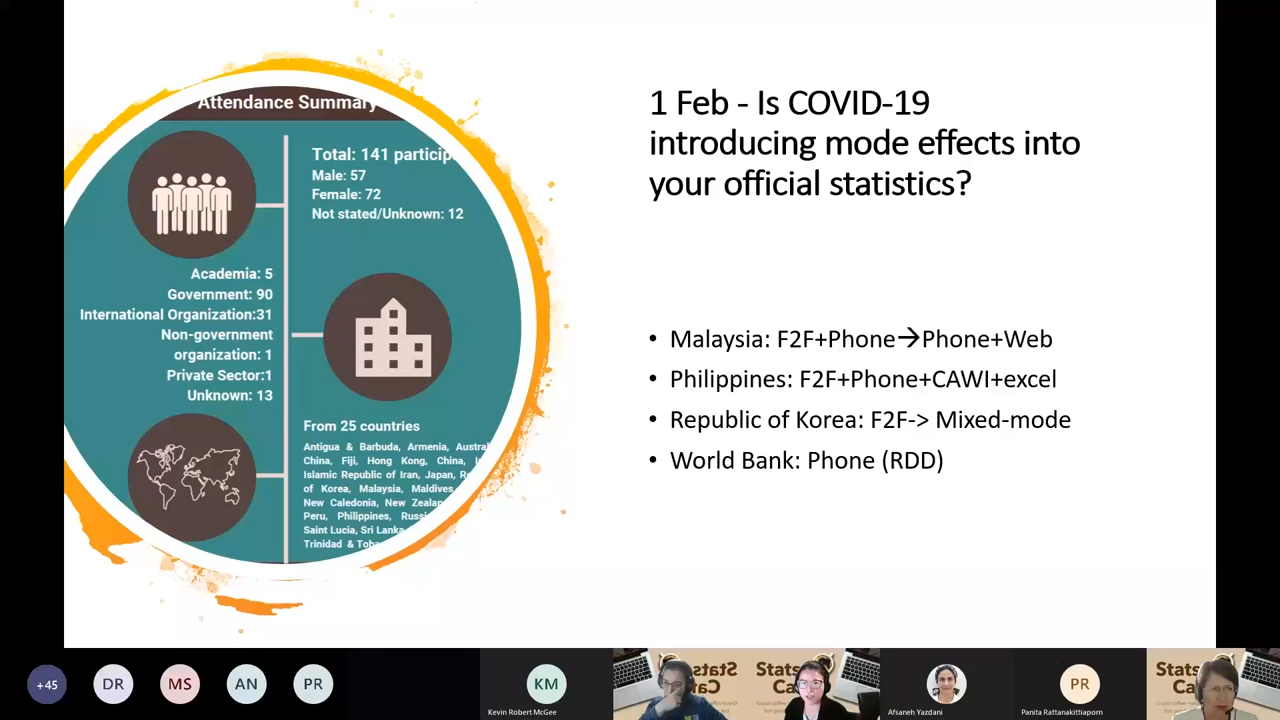 Attendance Summary
Total: 141
Male: 57
Female: 72
Not stated/Unknown: 12
Academia: 5
Government: 90
International Organization:31
Non-government
organization: 1
Private Sector:1
Unknown: 13
From 25 countries
Antigua & Barbuda, Armenia,
China, Fiji, Hong Kong, China,
Islamic Republic of Iran, Japan,
of Korea, Malaysia, Maldives
New Caledonia, New
Peru, Philippines,
Saint Lucia, Sri Lanka
Trinidad &
1 Feb - Is COVID-19
introducing mode effects into
your official statistics?
• Malaysia: F2F+Phone→Phone+Web
• Philippines: F2F+Phone+CAWI+excel
• Republic of Korea: F2F-> Mixed-mode
• World Bank: Phone (RDD)
+45
DR
MS
AN
PR
KM
Kevin Robert McGee
Stats
Stats
Ca
Afsaneh Yazdani
PR
Panita Rattanakittiaporn
Stats
Ca